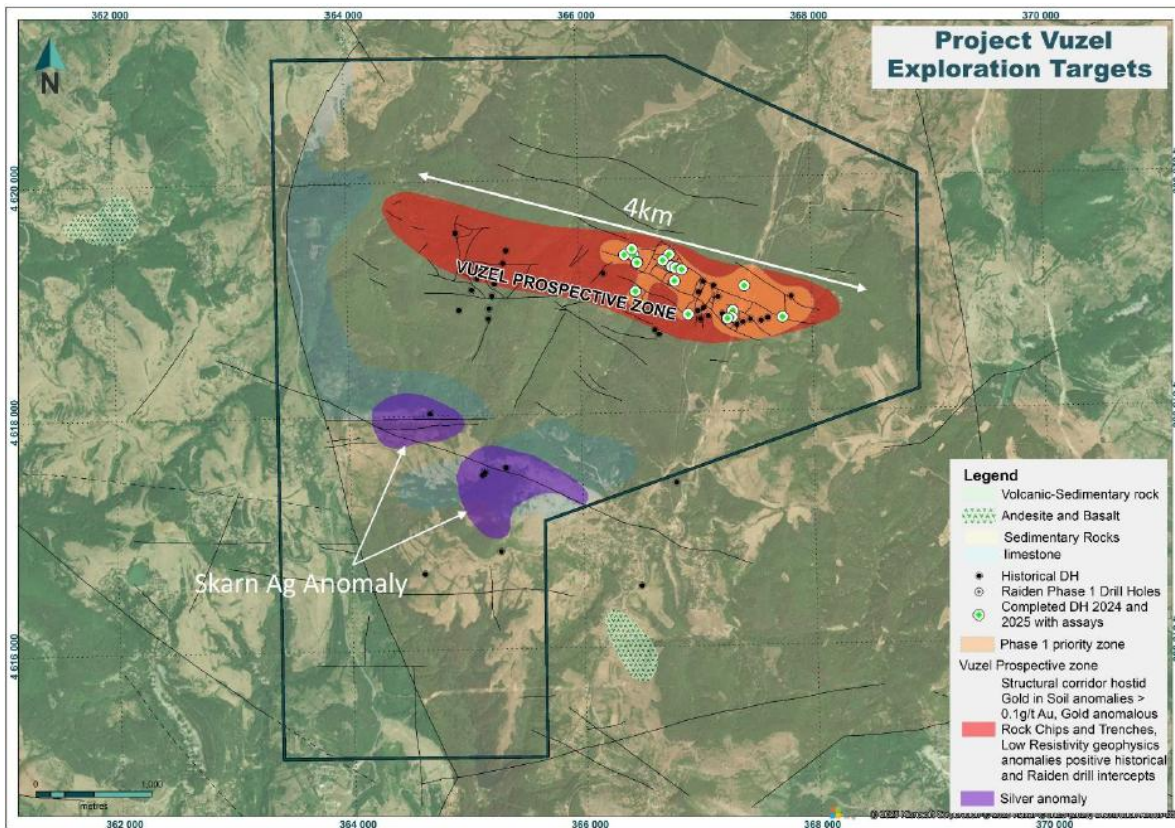 362 000 364 000 366 000 368 000 370 000
Project Vuzel
Exploration Targets
N
4 620 000
4km
VUZEL PROSPECTIVE ZONE
4 618 000
4 618 000
Skarn Ag Anomaly
4 616 000
Legend
Volcanic-Sedimentary rock
Andesite and Basalt
Sedimentary Rocks
limestone
Historical DH
Raiden Phase 1 Drill Holes
Completed DH 2024 and
2025 with assays
Phase 1 priority zone
Vuzel Prospective zone
Structural corridor hostid
Gold in Soil anomalies >
0.1g/t Au, Gold anomalous
Rock Chips and Trenches,
Low Resistivity geophysics
anomalies positive historical
and Raiden drill intercepts
Silver anomaly
0 1,000
metres
Microsoft Corporation
362 000 364 000 366 000 368 000 370 000